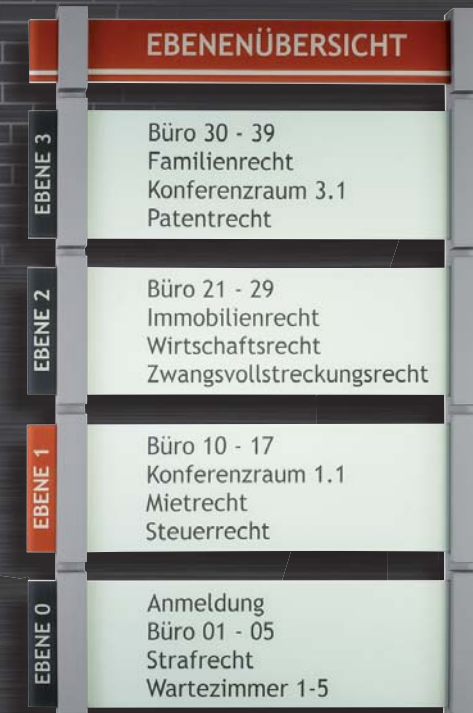 EBENENÜBERSICHT
EBENE 3
Büro 30 - 39
Familienrecht
Konferenzraum 3.1
Patentrecht
EBENE 2
Büro 21 - 29
Immobilienrecht
Wirtschaftsrecht
Zwangsvollstreckungsrecht
EBENE 1
Büro 10 - 17
Konferenzraum 1.1
Mietrecht
Steuerrecht
EBENE 0
Anmeldung
Büro 01 - 05
Strafrecht
Wartezimmer 1-5